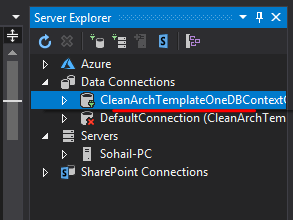 Server Explorer
Azure
Data Connections
CleanArchTemplateOneDBContext
DefaultConnection (CleanArchTem
Servers
Sohail-PC
SharePoint Connections